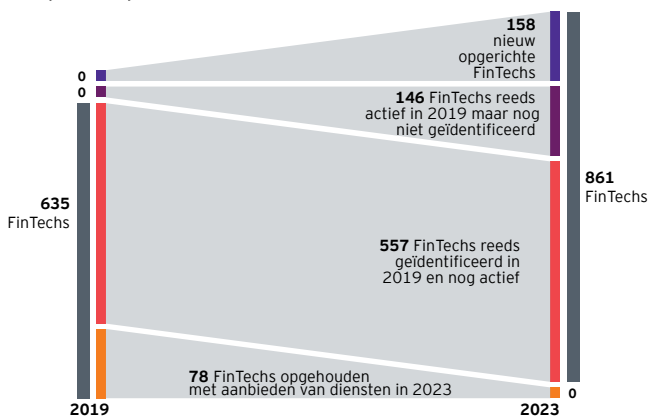 158
nieuw
opgerichte
FinTechs
0
0
146 FinTechs reeds
actief in 2019 maar nog
niet geïdentificeerd
635
FinTechs
861
FinTechs
557 FinTechs reeds
geïdentificeerd in
2019 en nog actief
78 FinTechs opgehouden
met aanbieden van diensten in 2023
0
2019
2023